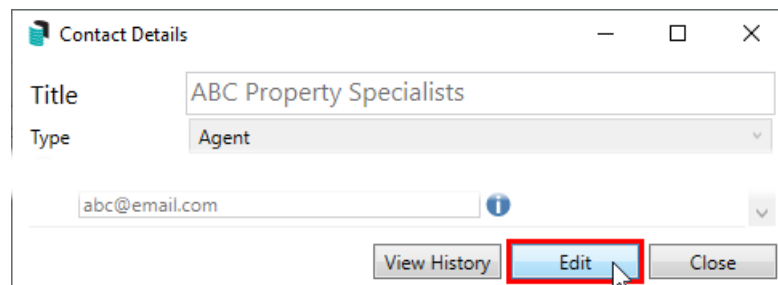 Contact Details
Title ABC Property Specialists
Type Agent
abc@email.com
View History Edit Close